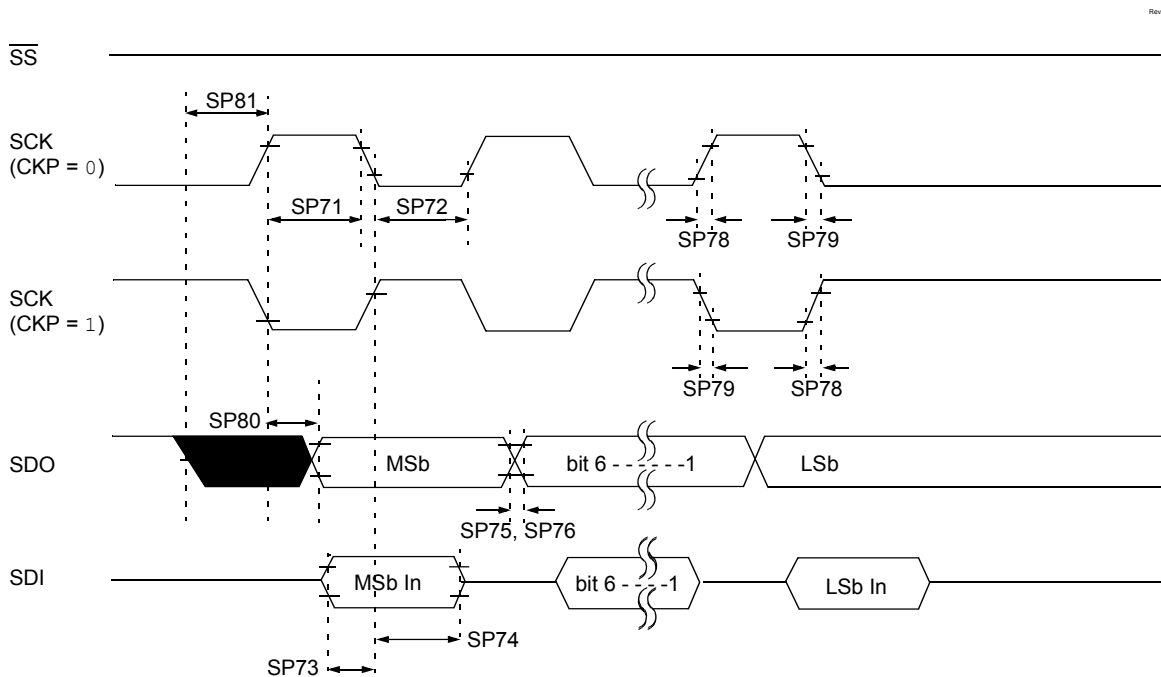 Rev
SS
SP81
SCK
(CKP = 0)
SP71
SP72
SP78
SP79
SCK
(CKP = 1)
SP79
SP78
SP80
SDO
MSb
bit 6 - - - - - -1
LSb
SP75, SP76
SDI
MSb In
bit 6 - - - - -1
LSb In
SP74
SP73